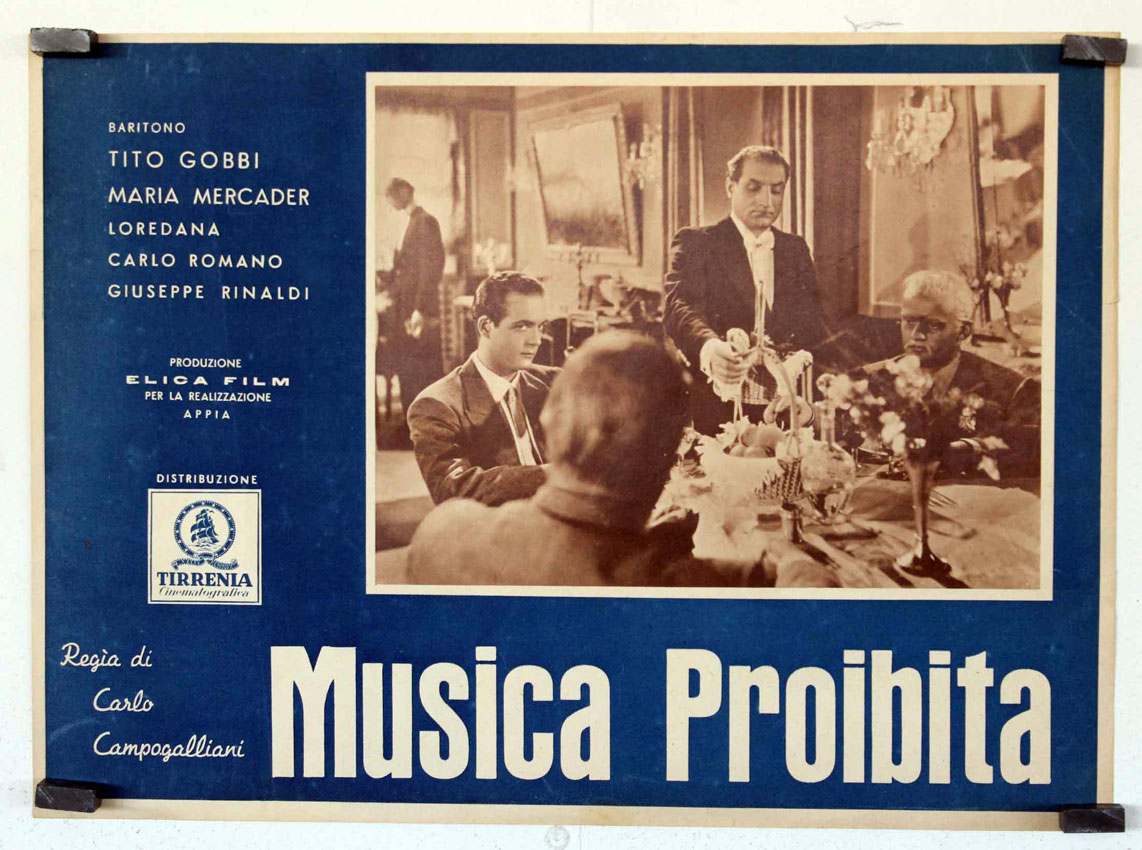 BARITONO
TITO GOBBI
MARIA MERCADER
LOREDANA
CARLO ROMANO
GIUSEPPE RINALDI
PRODUZIONE
ELICA FILM
PER LA REALIZZAZIONE
APPIA
DISTRIBUZIONE
TIRRENIA
Cinematografica
Regìa di
Carlo
Campogalliani
Musica Proibita